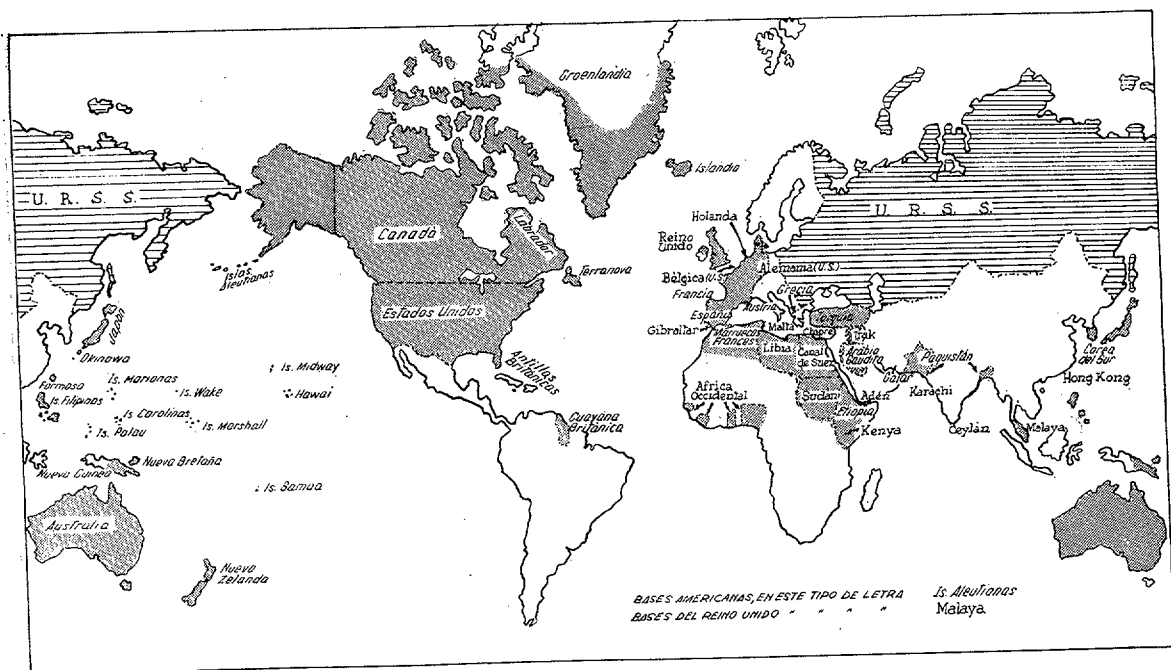 Groenlandia
Islandia
U. R. S. S.
U. R. S. S.
Canadá
Labrador
Holanda
Reino
Unido
Islas
Aleutianas
Terranova
Bélgica (U.S.)
Alemania (U.S.)
Francia
Grecia
Austria
Estados Unidos
España
Turquía
Japón
Gibraltar
Marruecos
Frances
Malta
Chipre
Irak
Libia
Canal
de Suez
Arabia
Saudita
Paquistán
Corea
del Sur
Okinawa
Is. Midway
Antillas
Británicas
Formosa
Is. Marianas
Is. Wake
Hawai
Is. Filipinas
Is. Carolinas
Is. Marshall
Is. Palau
Africa
Occidental
Sudan
Adén
Qatar
Karachi
Hong Kong
Etiopia
Kenya
Ceylán
Malaya
Guayana
Británica
Nueva Guinea
Nueva Bretaña
Is. Samoa
Australia
Nueva
Zelanda
BASES AMERICANAS, EN ESTE TIPO DE LETRA Is. Aleutianas
BASES DEL REINO UNIDO " " " " Malaya